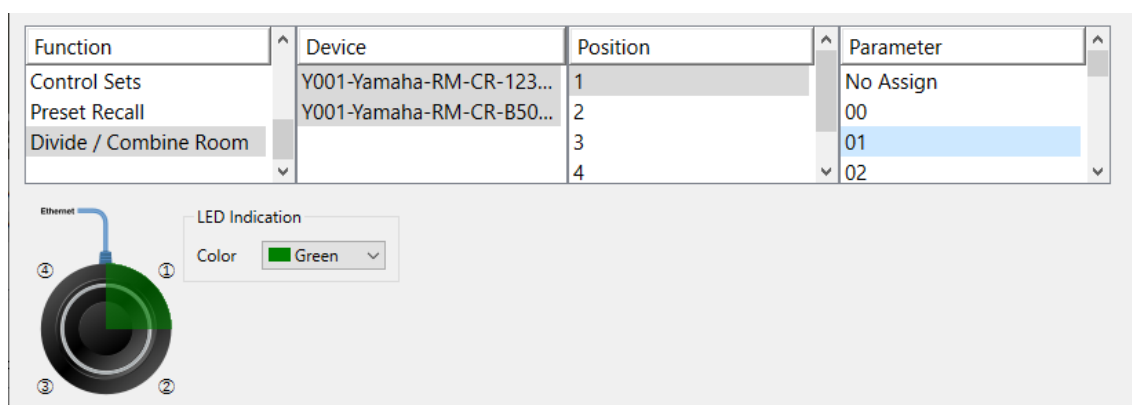 Function Device Position Parameter
Control Sets Y001-Yamaha-RM-CR-123... 1 No Assign
Preset Recall Y001-Yamaha-RM-CR-B50... 2 00
Divide / Combine Room 3 01
4 02
Ethernet
LED Indication
Color Green
④ ①
③ ②